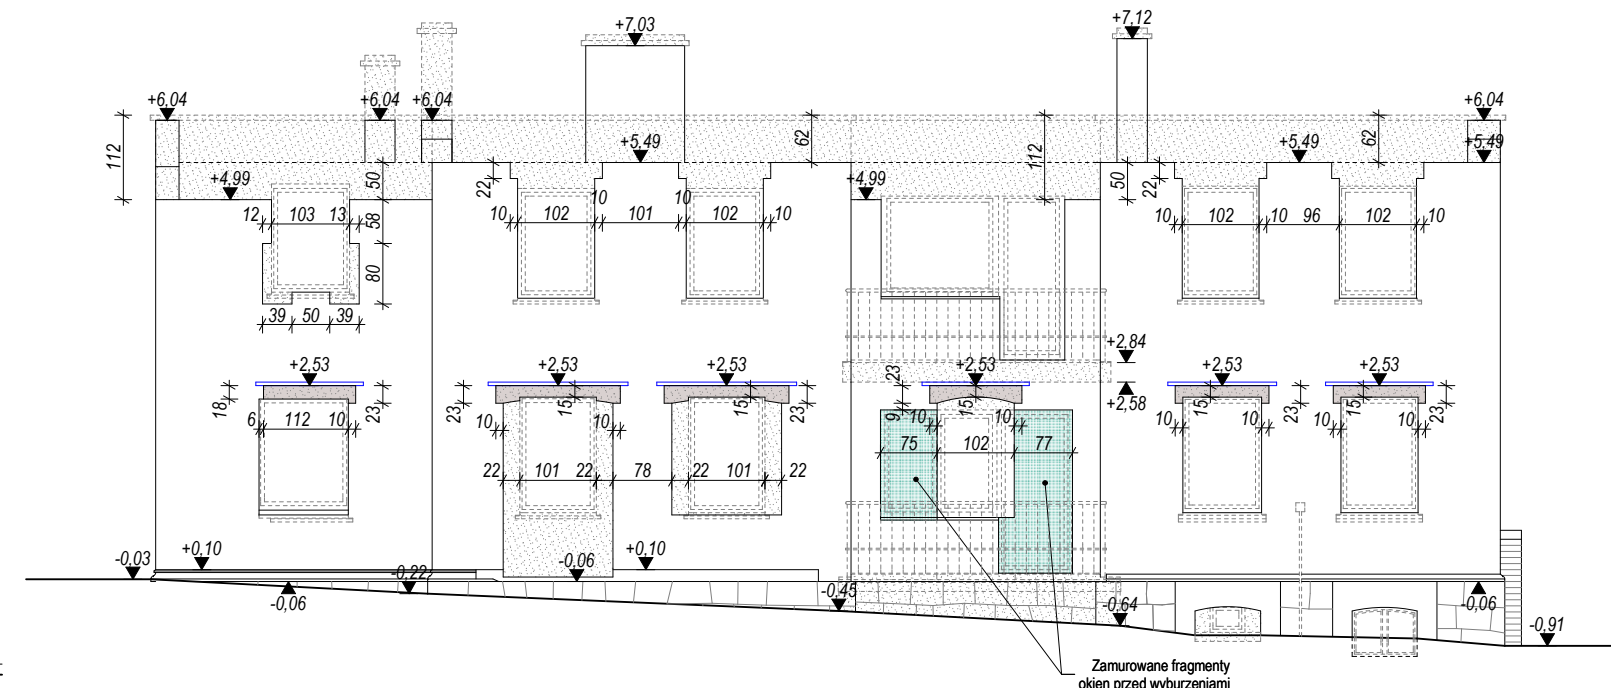 +7,03
+7,12
+6,04 +6,04 +6,04 +6,04
112 62 112 62
+5,49 +5,49 +5,49
+4,99 50 22 +4,99 50 22
12 103 13 58 10 102 10 101 10 102 10 10 102 10 96 102 10
80
39 50 39
+2,84
+2,53 +2,53 +2,53 +2,53 +2,53 +2,53
+2,58
18 23 23 15 15 23 23 15 15 23 15 23
6 112 10 10 10 9 10 10 10 10 10 10
75 102 77
22 101 22 78 22 101 22
-0,03 +0,10 -0,22 -0,06 +0,10 -0,45 -0,64 -0,06 -0,91
-0,06
Zamurowane fragmenty
okien przed wyburzeniami